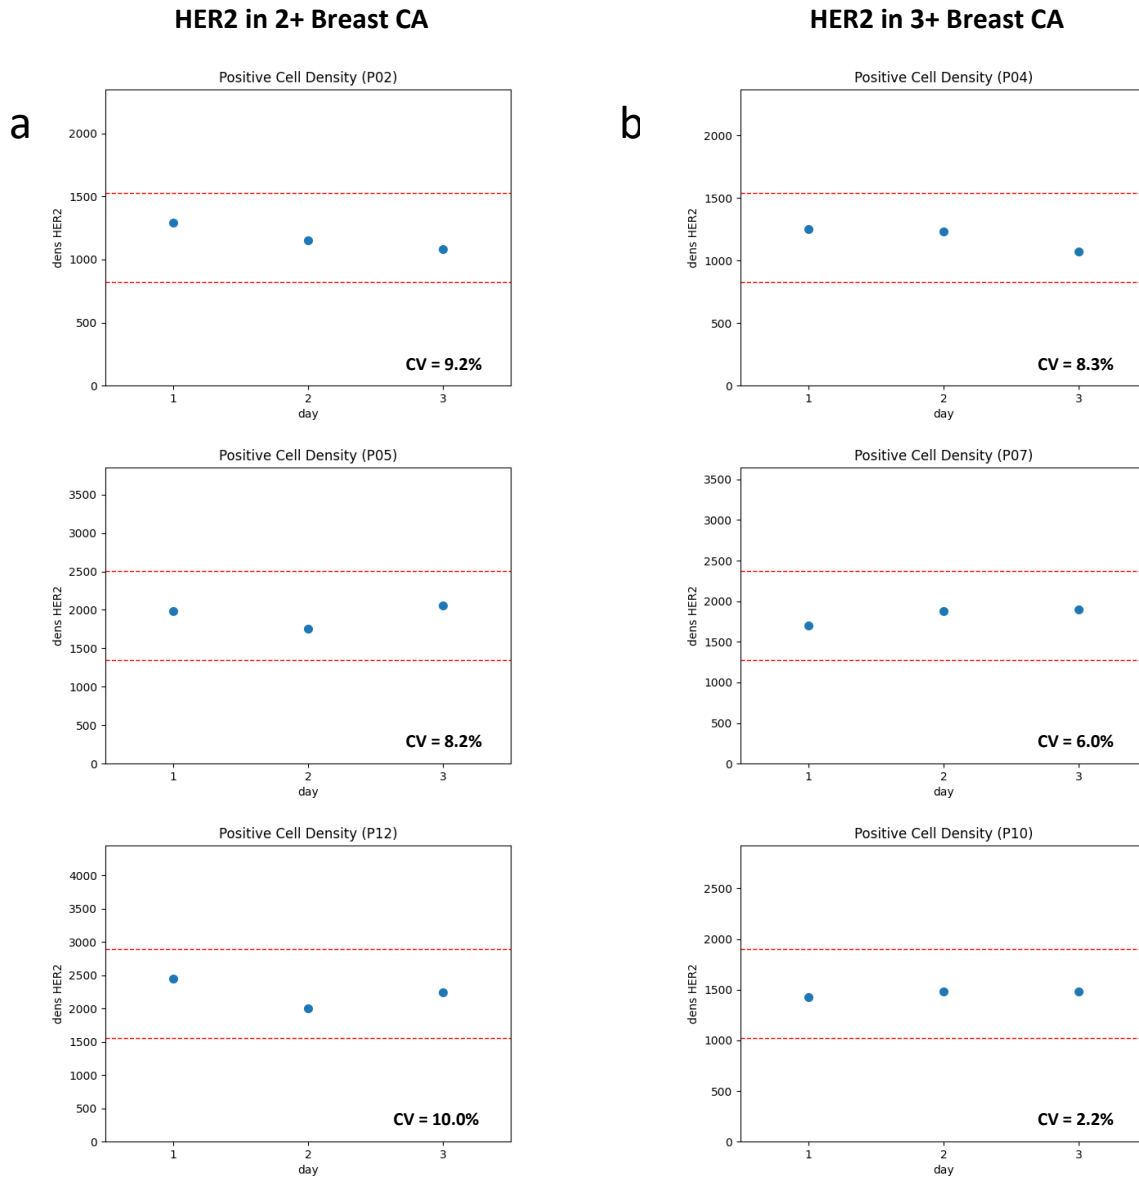 HER2 in 2+ Breast CA
HER2 in 3+ Breast CA
a
Positive Cell Density (P02)
2000
1500
1000
500
0
dens HER2
CV = 9.2%
1 2 3
day
b
Positive Cell Density (P04)
2000
1500
1000
500
0
dens HER2
CV = 8.3%
1 2 3
day
Positive Cell Density (P05)
3500
3000
2500
2000
1500
1000
500
0
dens HER2
CV = 8.2%
1 2 3
day
Positive Cell Density (P07)
3500
3000
2500
2000
1500
1000
500
0
dens HER2
CV = 6.0%
1 2 3
day
Positive Cell Density (P12)
4000
3500
3000
2500
2000
1500
1000
500
0
dens HER2
CV = 10.0%
1 2 3
day
Positive Cell Density (P10)
2500
2000
1500
1000
500
0
dens HER2
CV = 2.2%
1 2 3
day